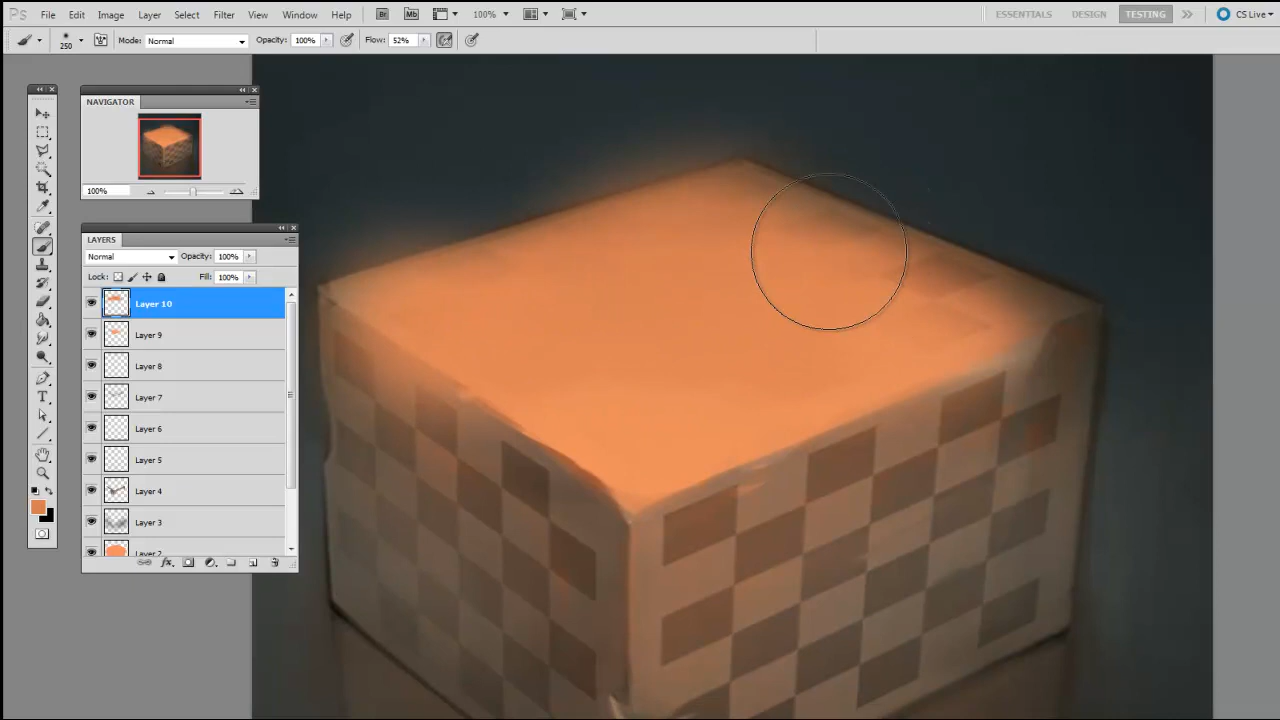 Ps File Edit Image Layer Select Filter View Window Help Br Mb 100% ESSENTIALS DESIGN TESTING CS Live
250 Mode: Normal Opacity: 100% Flow: 52%
NAVIGATOR
100%
LAYERS
Normal Opacity: 100%
Lock: Fill: 100%
Layer 10
Layer 9
Layer 8
Layer 7
Layer 6
Layer 5
Layer 4
Layer 3
Layer 2